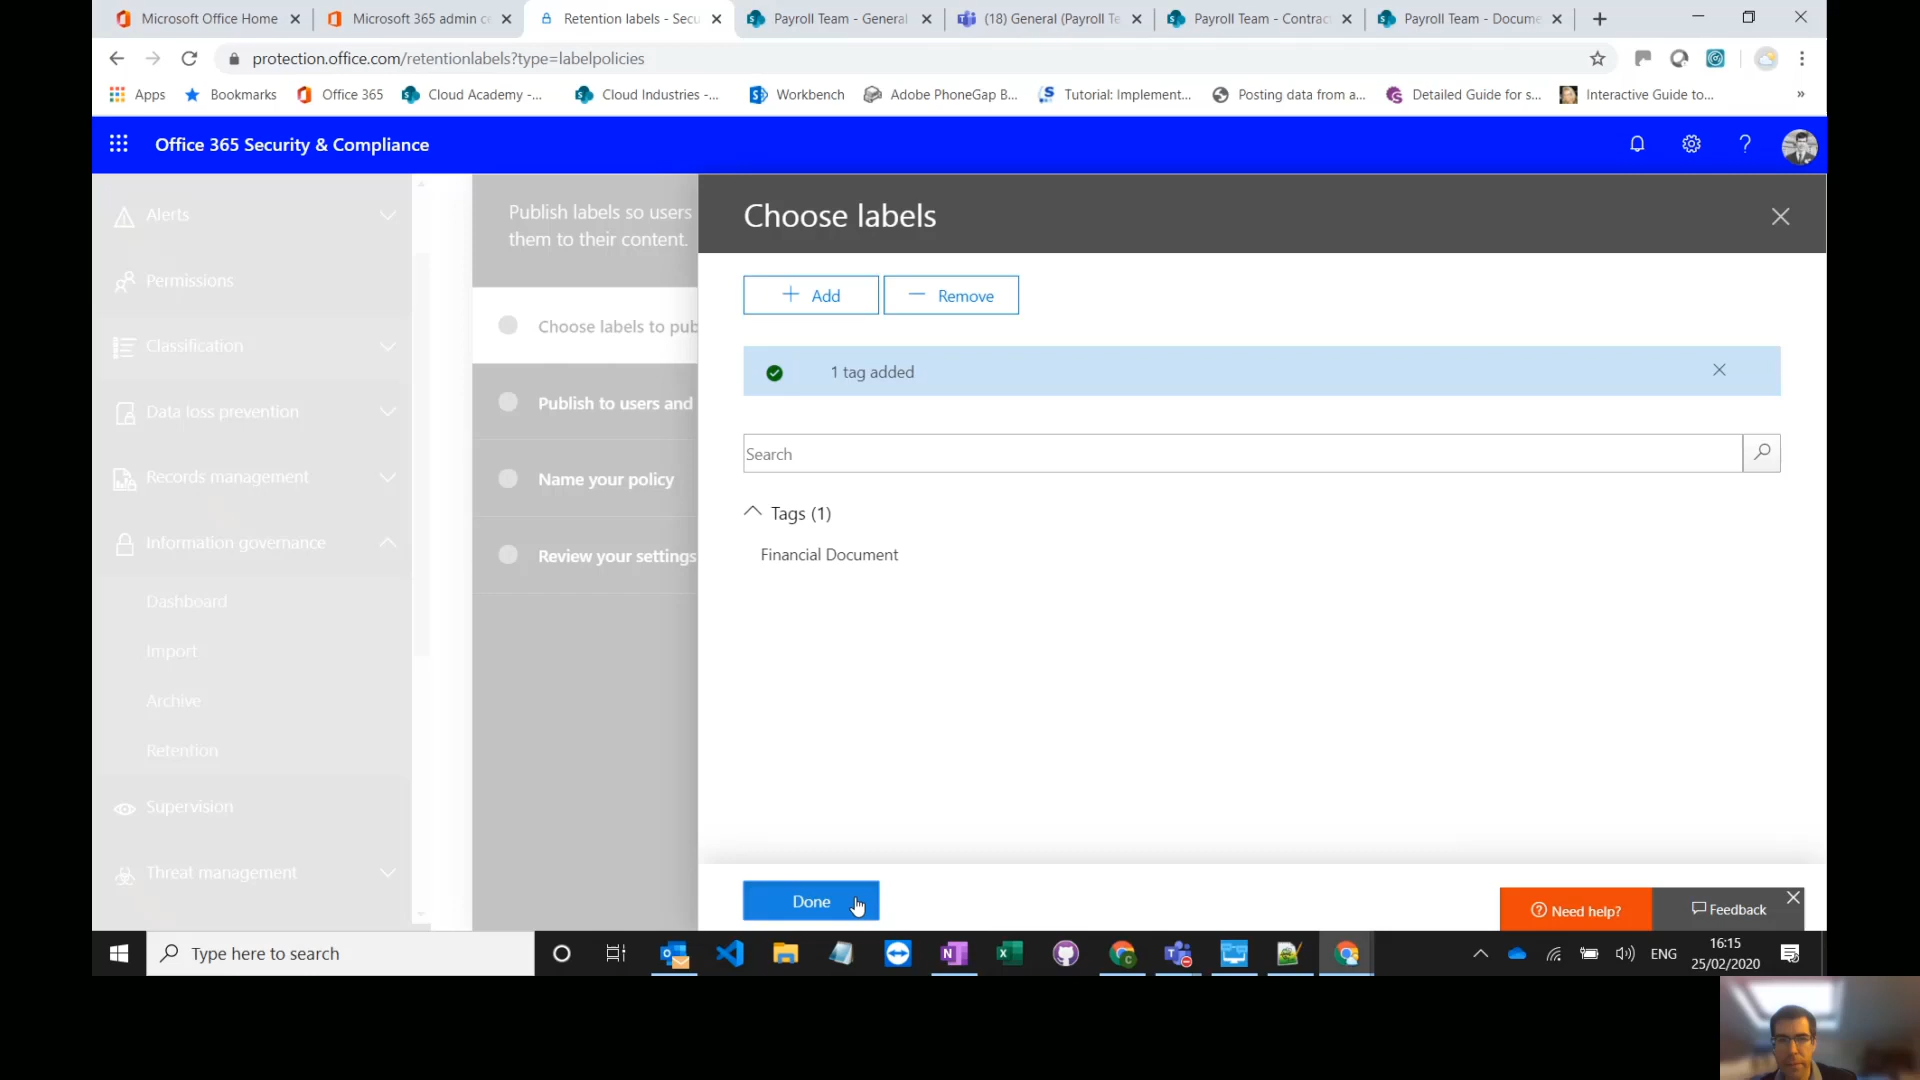 Microsoft Office Home
Microsoft 365 admin ce
Retention labels - Secu
Payroll Team - General
(18) General (Payroll Te
Payroll Team - Contrac
Payroll Team - Docume
protection.office.com/retentionlabels?type=labelpolicies
Apps
Bookmarks
Office 365
Cloud Academy -...
Cloud Industries -...
Workbench
Adobe PhoneGap B...
Tutorial: Implement...
Posting data from a...
Detailed Guide for s...
Interactive Guide to...
»
Office 365 Security & Compliance
Alerts
Permissions
Classification
Data loss prevention
Records management
Information governance
Dashboard
Import
Archive
Retention
Supervision
Threat management
Publish labels so users
them to their content.
Choose labels to pub
Publish to users and
Name your policy
Review your settings
Choose labels
Add
Remove
1 tag added
Search
Tags (1)
Financial Document
Done
Need help?
Feedback
Type here to search
ENG
16:15
25/02/2020